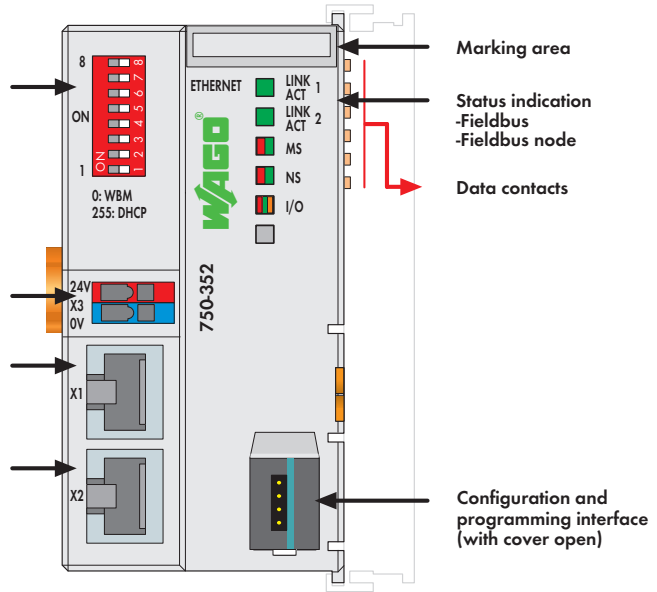 8
ON
1
8
7
6
5
4
3
2
1
ON
0: WBM
255: DHCP
24V
X3
0V
X1
X2
ETHERNET
LINK 1
ACT
LINK 2
ACT
MS
NS
I/O
WAGO®
750-352
Marking area
Status indication
-Fieldbus
-Fieldbus node
Data contacts
Configuration and
programming interface
(with cover open)